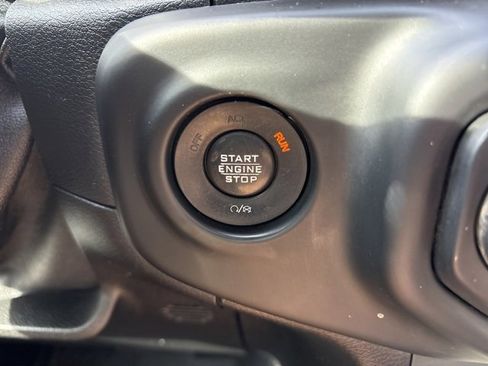 OFF
ACC
RUN
START
ENGINE
STOP